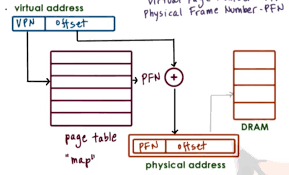 virtual address
Physical Frame Number-PFN
VPN offset
PFN
page table
"map"
DRAM
PFN offset
physical address